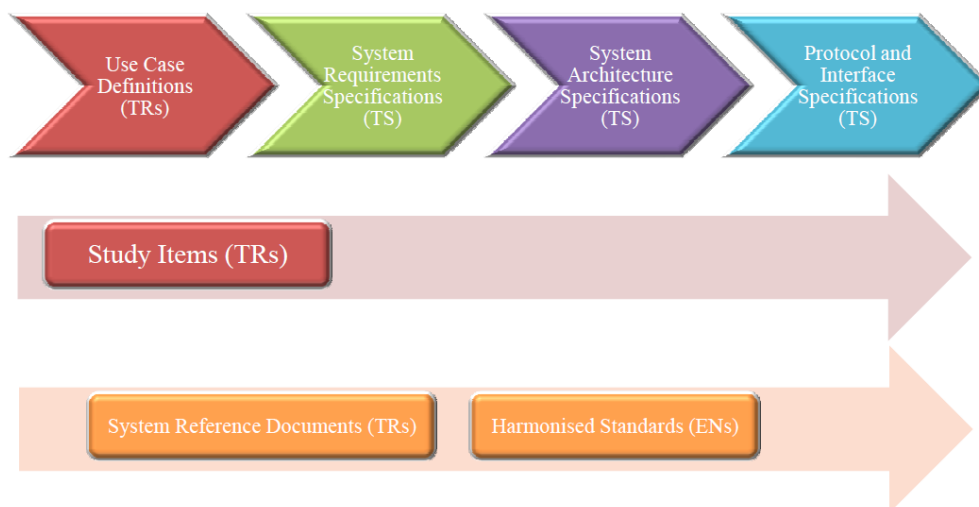 Use Case
Definitions
(TRs)
System
Requirements
Specifications
(TS)
System
Architecture
Specifications
(TS)
Protocol and
Interface
Specifications
(TS)
Study Items (TRs)
System Reference Documents (TRs)
Harmonised Standards (ENs)